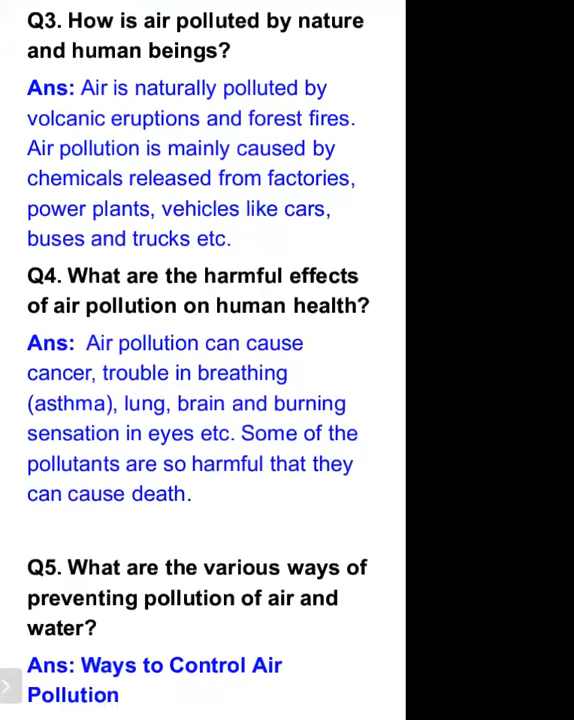 Q3. How is air polluted by nature
and human beings?
Ans: Air is naturally polluted by
volcanic eruptions and forest fires.
Air pollution is mainly caused by
chemicals released from factories,
power plants, vehicles like cars,
buses and trucks etc.
Q4. What are the harmful effects
of air pollution on human health?
Ans: Air pollution can cause
cancer, trouble in breathing
(asthma), lung, brain and burning
sensation in eyes etc. Some of the
pollutants are so harmful that they
can cause death.
Q5. What are the various ways of
preventing pollution of air and
water?
Ans: Ways to Control Air
Pollution